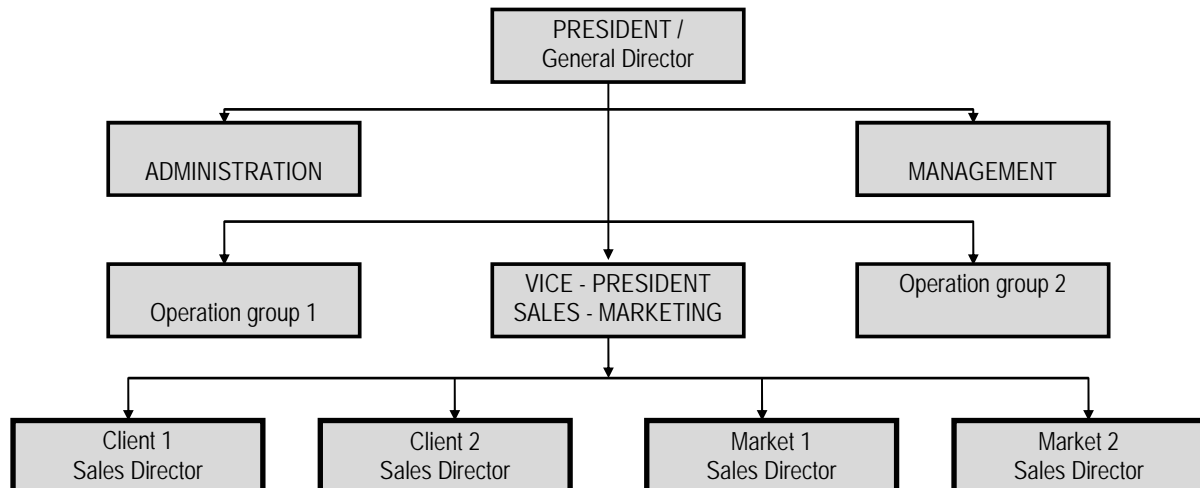 PRESIDENT /
General Director
ADMINISTRATION
MANAGEMENT
Operation group 1
VICE - PRESIDENT
SALES - MARKETING
Operation group 2
Client 1
Sales Director
Client 2
Sales Director
Market 1
Sales Director
Market 2
Sales Director